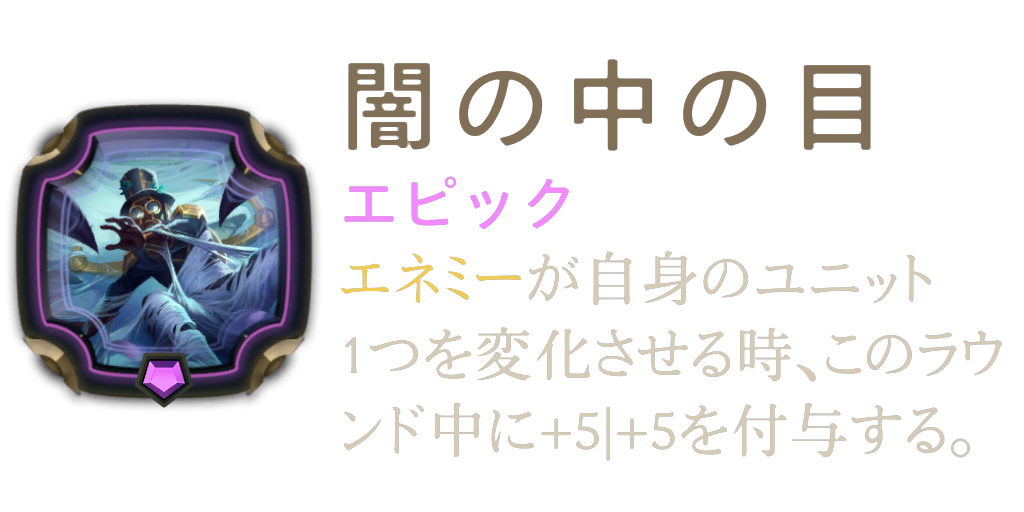 闇の中の目
エピック
エネミーが自身のユニット
1つを変化させる時、このラウ
ンド中に+5|+5を付与する。